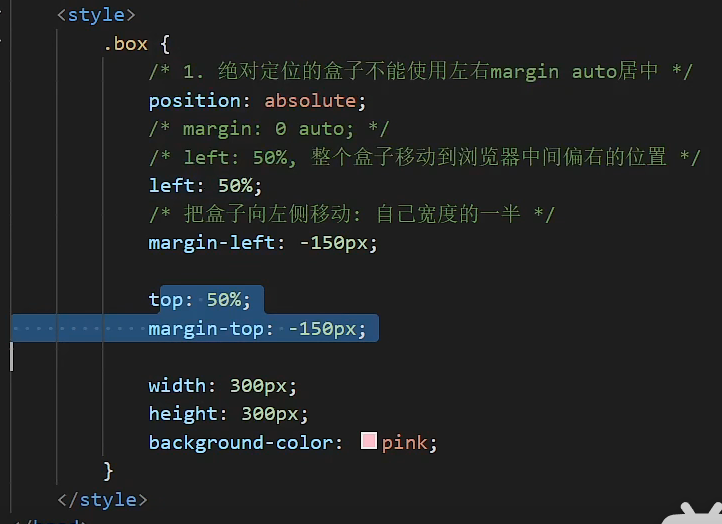 <style>
.box {
/* 1. 绝对定位的盒子不能使用左右margin auto居中 */
position: absolute;
/* margin: 0 auto; */
/* left: 50%, 整个盒子移动到浏览器中间偏右的位置 */
left: 50%;
/* 把盒子向左侧移动: 自己宽度的一半 */
margin-left: -150px;
top: 50%;
margin-top: -150px;
width: 300px;
height: 300px;
background-color: pink;
}
</style>